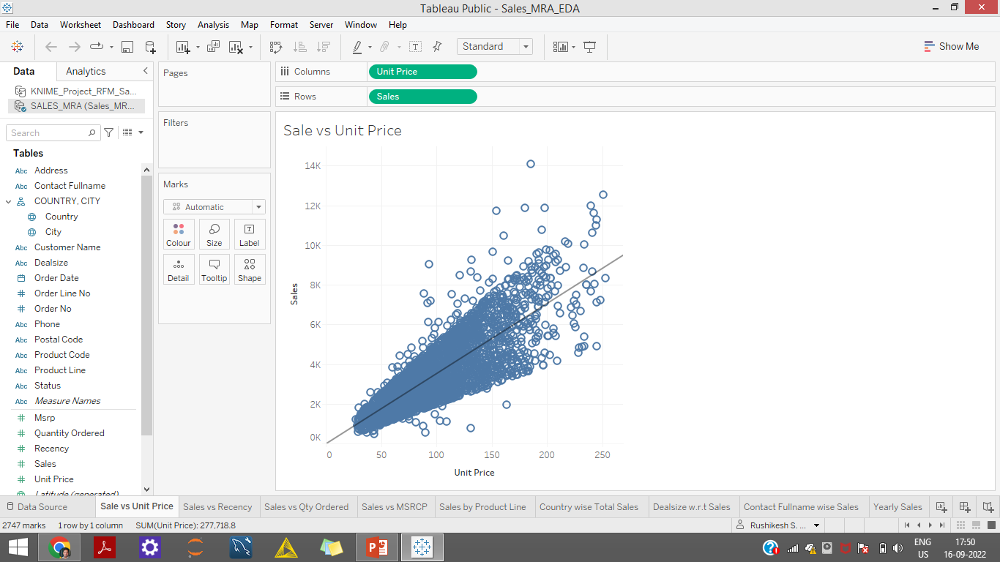 Tableau Public - Sales_MRA_EDA
File Data Worksheet Dashboard Story Analysis Map Format Server Window Help
Standard
Show Me
Data Analytics
KNIME_Project_RFM_Sa...
SALES_MRA (Sales_MR...
Search
Tables
Abc Address
Abc Contact Fullname
COUNTRY, CITY
Country
City
Abc Customer Name
Abc Dealsize
Order Date
# Order Line No
# Order No
Abc Phone
Abc Postal Code
Abc Product Code
Abc Product Line
Abc Status
Abc Measure Names
# Msrp
# Quantity Ordered
# Recency
# Sales
# Unit Price
Latitude (generated)
Pages
Filters
Marks
Automatic
Colour Size Label
Detail Tooltip Shape
Columns Unit Price
Rows Sales
Sale vs Unit Price
14K
12K
10K
8K
6K
4K
2K
0K
Sales
0 50 100 150 200 250
Unit Price
Data Source Sale vs Unit Price Sales vs Recency Sales vs Qty Ordered Sales vs MSRCP Sales by Product Line Country wise Total Sales Dealsize w.r.t Sales Contact Fullname wise Sales Yearly Sales
2747 marks 1 row by 1 column SUM(Unit Price): 277,718.8
Rushikesh S. ...
ENG 17:50
US 16-09-2022